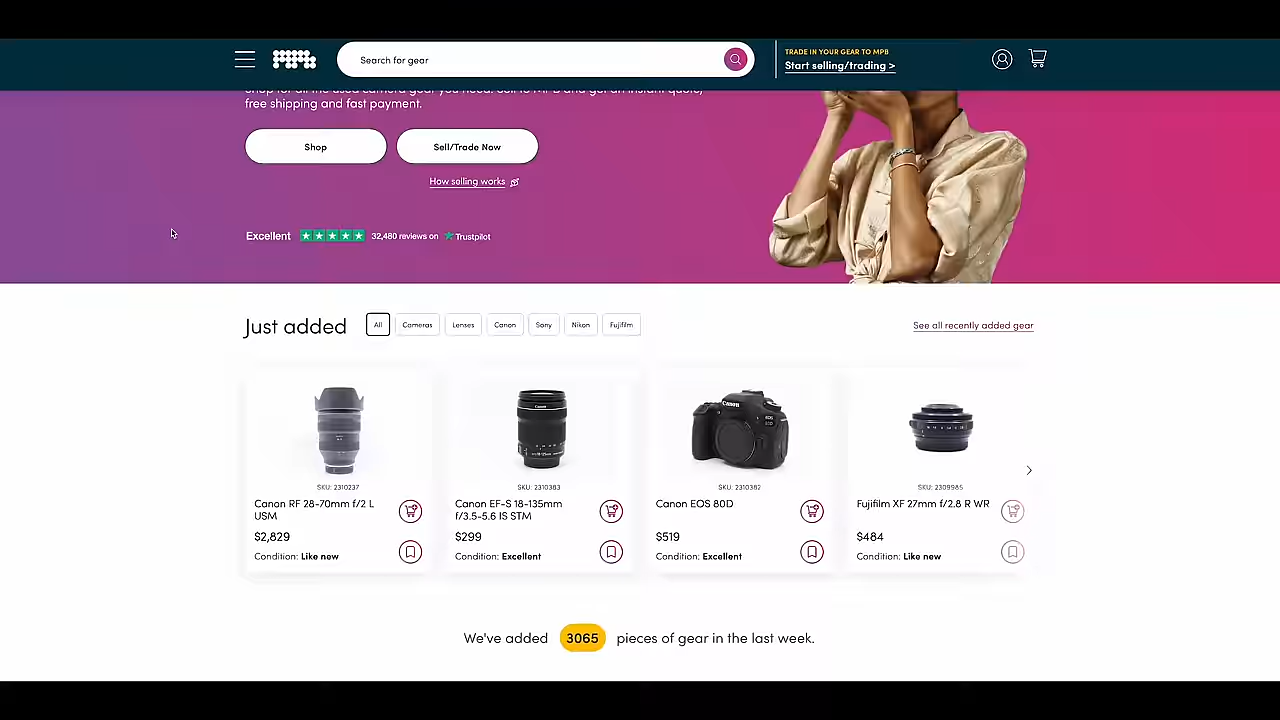 mpb
Search for gear
TRADE IN YOUR GEAR TO MPB
Start selling/trading >
free shipping and fast payment.
Shop
Sell/Trade Now
How selling works
Excellent
32,480 reviews on
Trustpilot
Just added
All
Cameras
Lenses
Canon
Sony
Nikon
Fujifilm
See all recently added gear
SKU: 2310237
Canon RF 28-70mm f/2 L
USM
$2,829
Condition: Like new
SKU: 2310383
Canon EF-S 18-135mm
f/3.5-5.6 IS STM
$299
Condition: Excellent
SKU: 2310382
Canon EOS 80D
$519
Condition: Excellent
SKU: 2309985
Fujifilm XF 27mm f/2.8 R WR
$484
Condition: Like new
We've added 3065 pieces of gear in the last week.